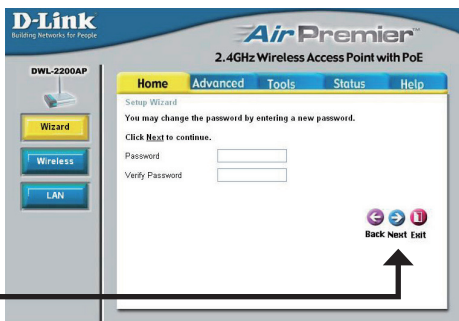 D-Link
Building Networks for People
AirPremier™
2.4GHz Wireless Access Point with PoE
DWL-2200AP
Home Advanced Tools Status Help
Setup Wizard
You may change the password by entering a new password.
Click Next to continue.
Password
Verify Password
Wizard
Wireless
LAN
Back Next Exit